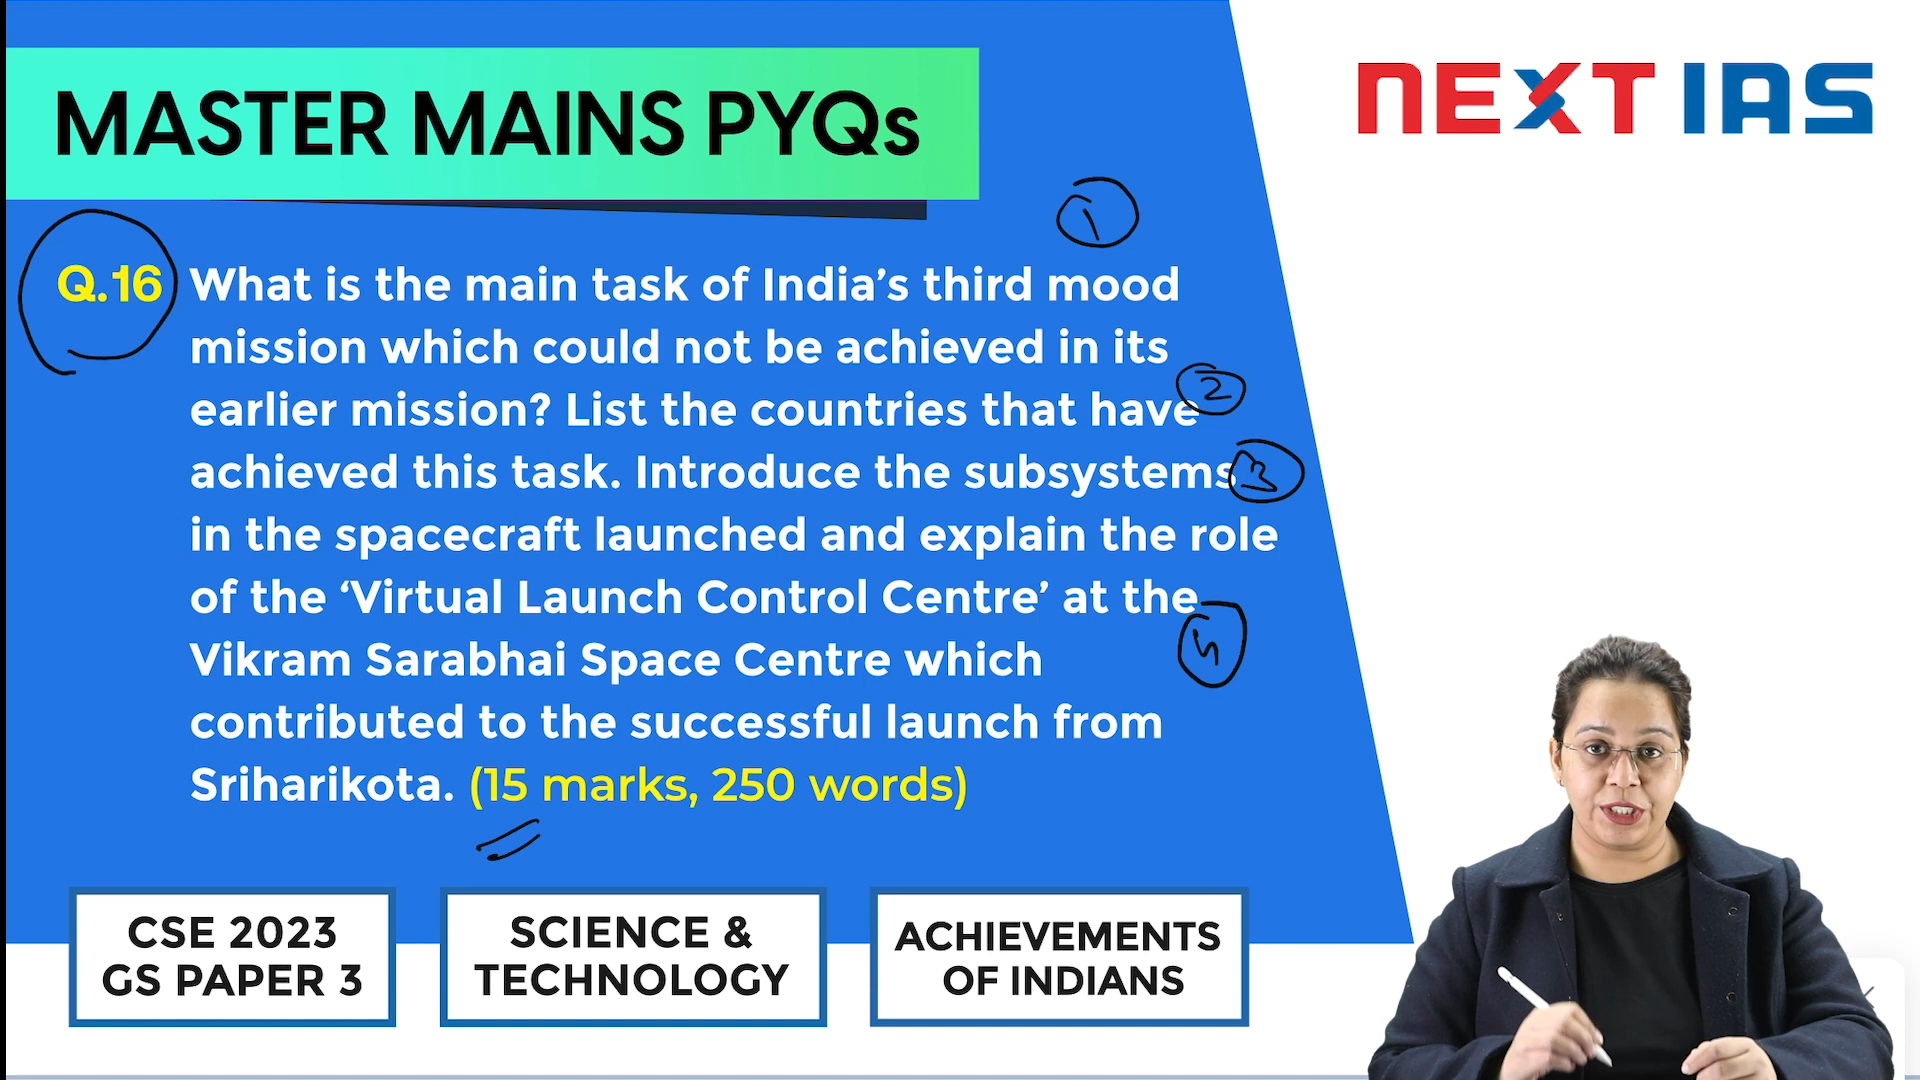 MASTER MAINS PYQs
NEXT IAS
1
Q.16 What is the main task of India's third mood
mission which could not be achieved in its
2
earlier mission? List the countries that have
achieved this task. Introduce the subsystems
3
in the spacecraft launched and explain the role
of the ‘Virtual Launch Control Centre’ at the
Vikram Sarabhai Space Centre which
contributed to the successful launch from
Sriharikota. (15 marks, 250 words)
CSE 2023
GS PAPER 3
SCIENCE &
TECHNOLOGY
ACHIEVEMENTS
OF INDIANS